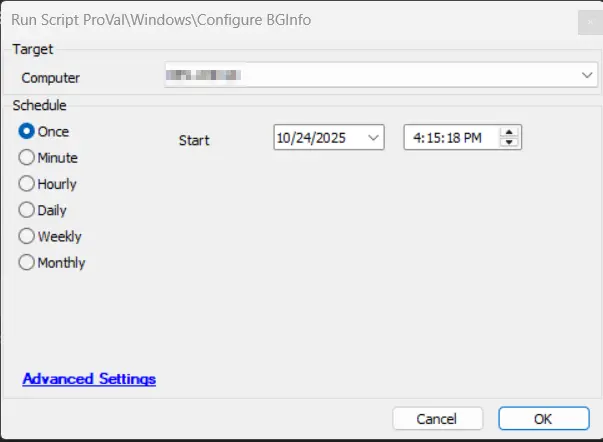 Run Script ProVal\Windows\Configure BGInfo
Target
Computer
Schedule
Once
Start
10/24/2025
4:15:18 PM
Minute
Hourly
Daily
Weekly
Monthly
Advanced Settings
Cancel
OK